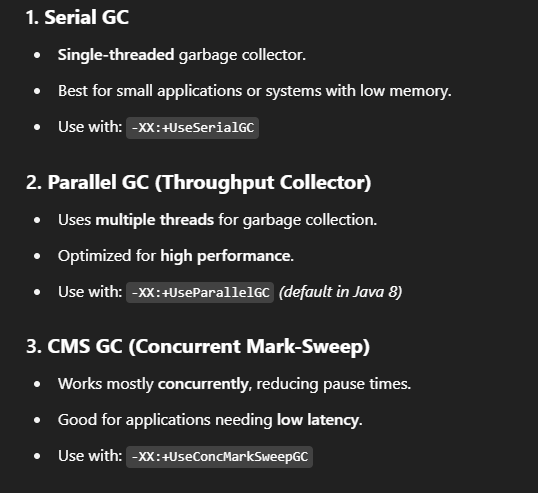 1. Serial GC
• Single-threaded garbage collector.
• Best for small applications or systems with low memory.
• Use with: -XX:+UseSerialGC
2. Parallel GC (Throughput Collector)
• Uses multiple threads for garbage collection.
• Optimized for high performance.
• Use with: -XX:+UseParallelGC (default in Java 8)
3. CMS GC (Concurrent Mark-Sweep)
• Works mostly concurrently, reducing pause times.
• Good for applications needing low latency.
• Use with: -XX:+UseConcMarkSweepGC